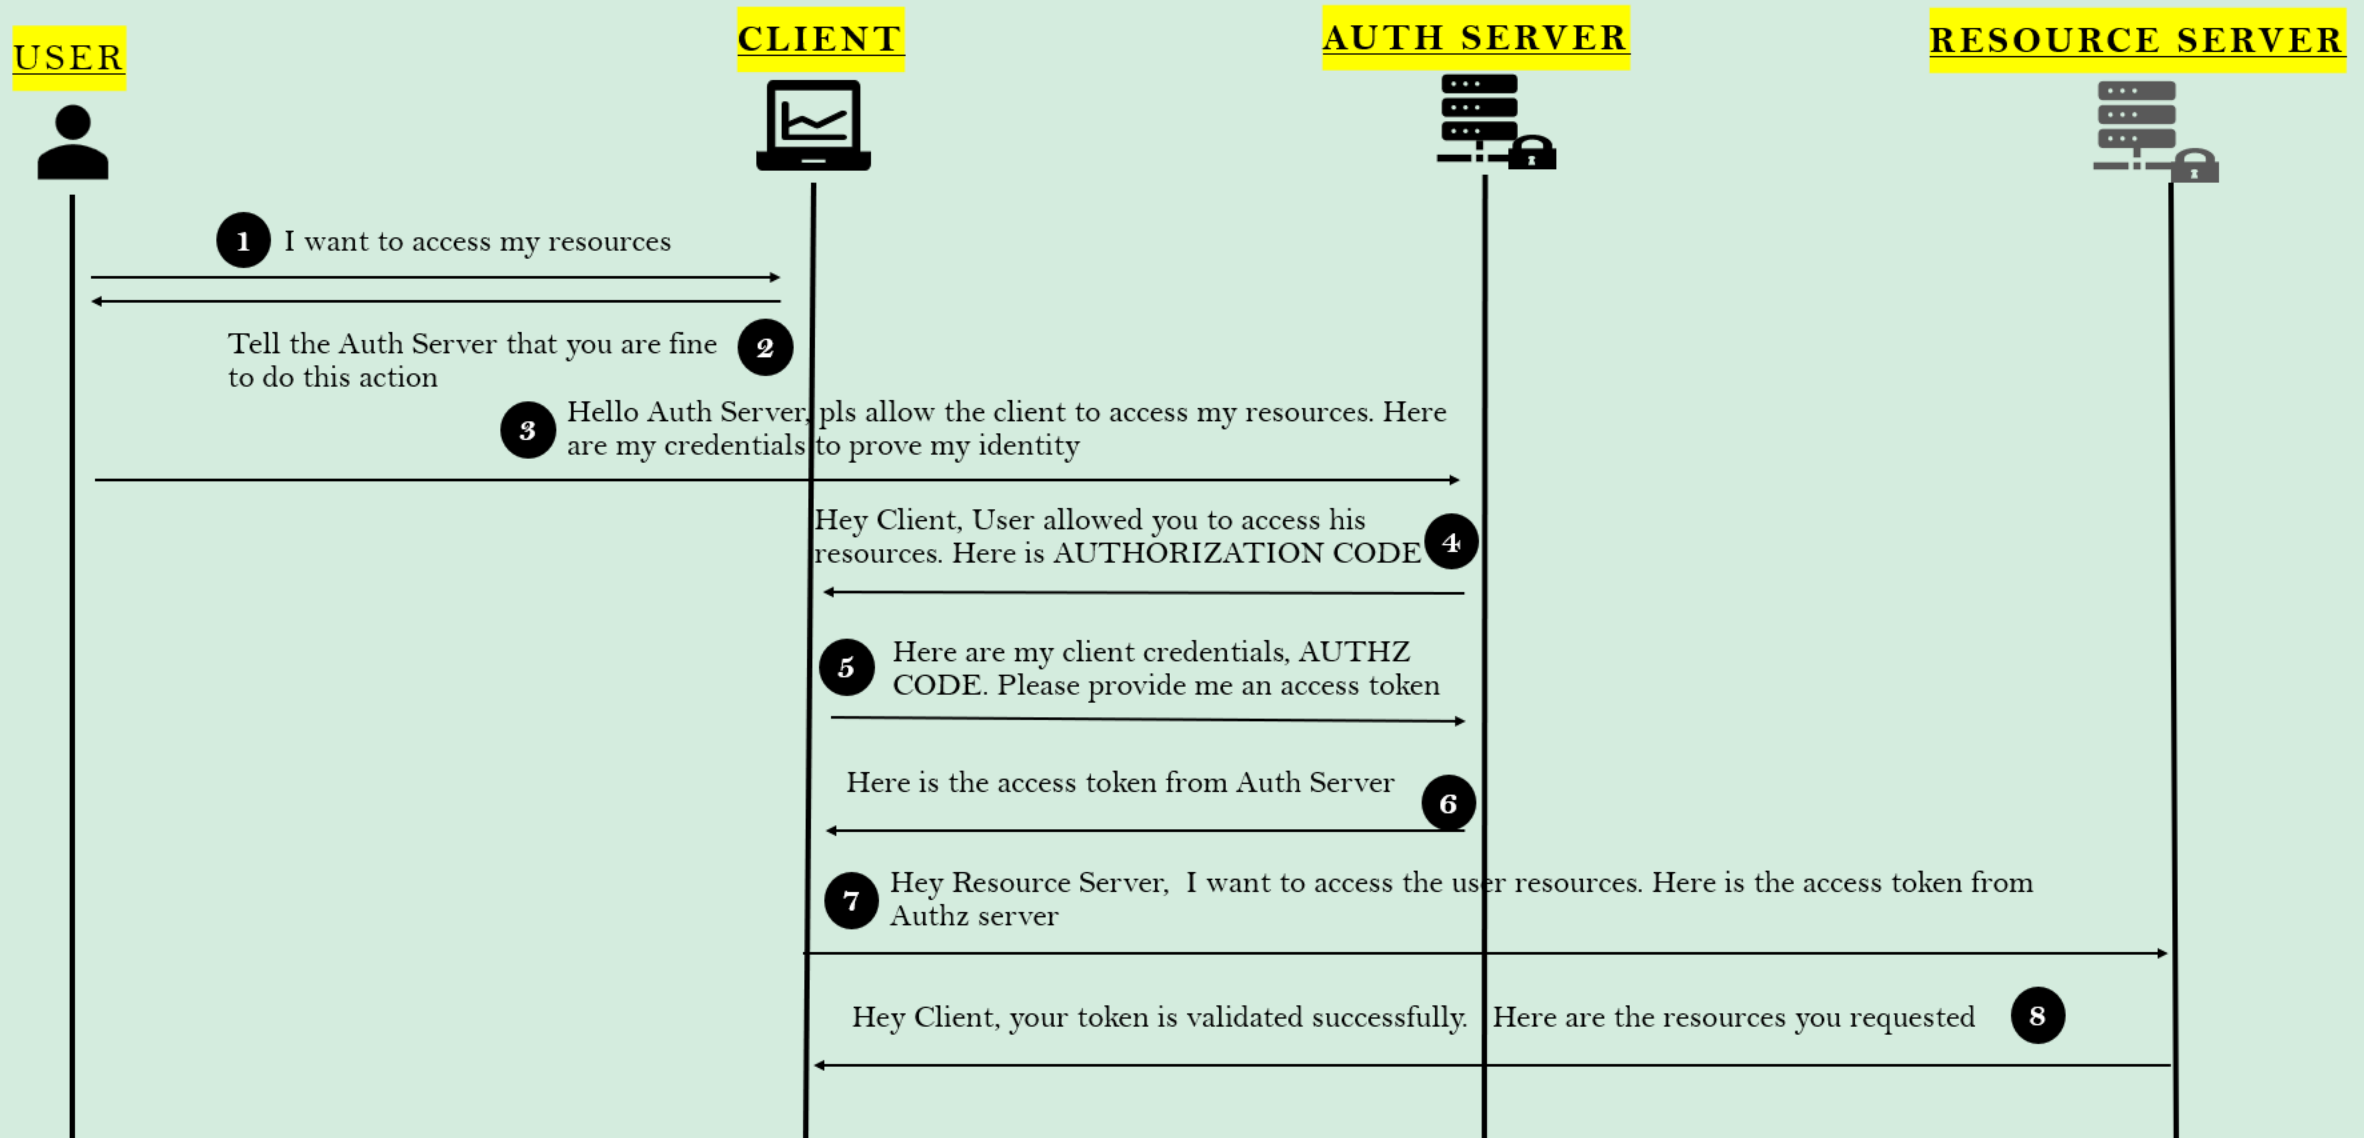 USER
CLIENT
AUTH SERVER
RESOURCE SERVER
1 I want to access my resources
Tell the Auth Server that you are fine 2
to do this action
3 Hello Auth Server, pls allow the client to access my resources. Here
are my credentials to prove my identity
Hey Client, User allowed you to access his
resources. Here is AUTHORIZATION CODE 4
5 Here are my client credentials, AUTHZ
CODE. Please provide me an access token
Here is the access token from Auth Server 6
7 Hey Resource Server, I want to access the user resources. Here is the access token from
Authz server
Hey Client, your token is validated successfully. Here are the resources you requested 8